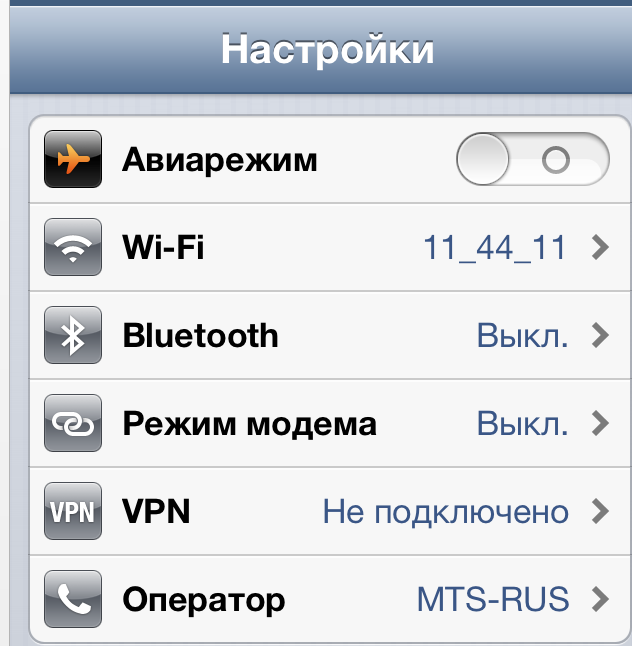 Настройки
Авиарежим
Wi-Fi 11_44_11
Bluetooth Выкл.
Режим модема Выкл.
VPN VPN Не подключено
Оператор MTS-RUS